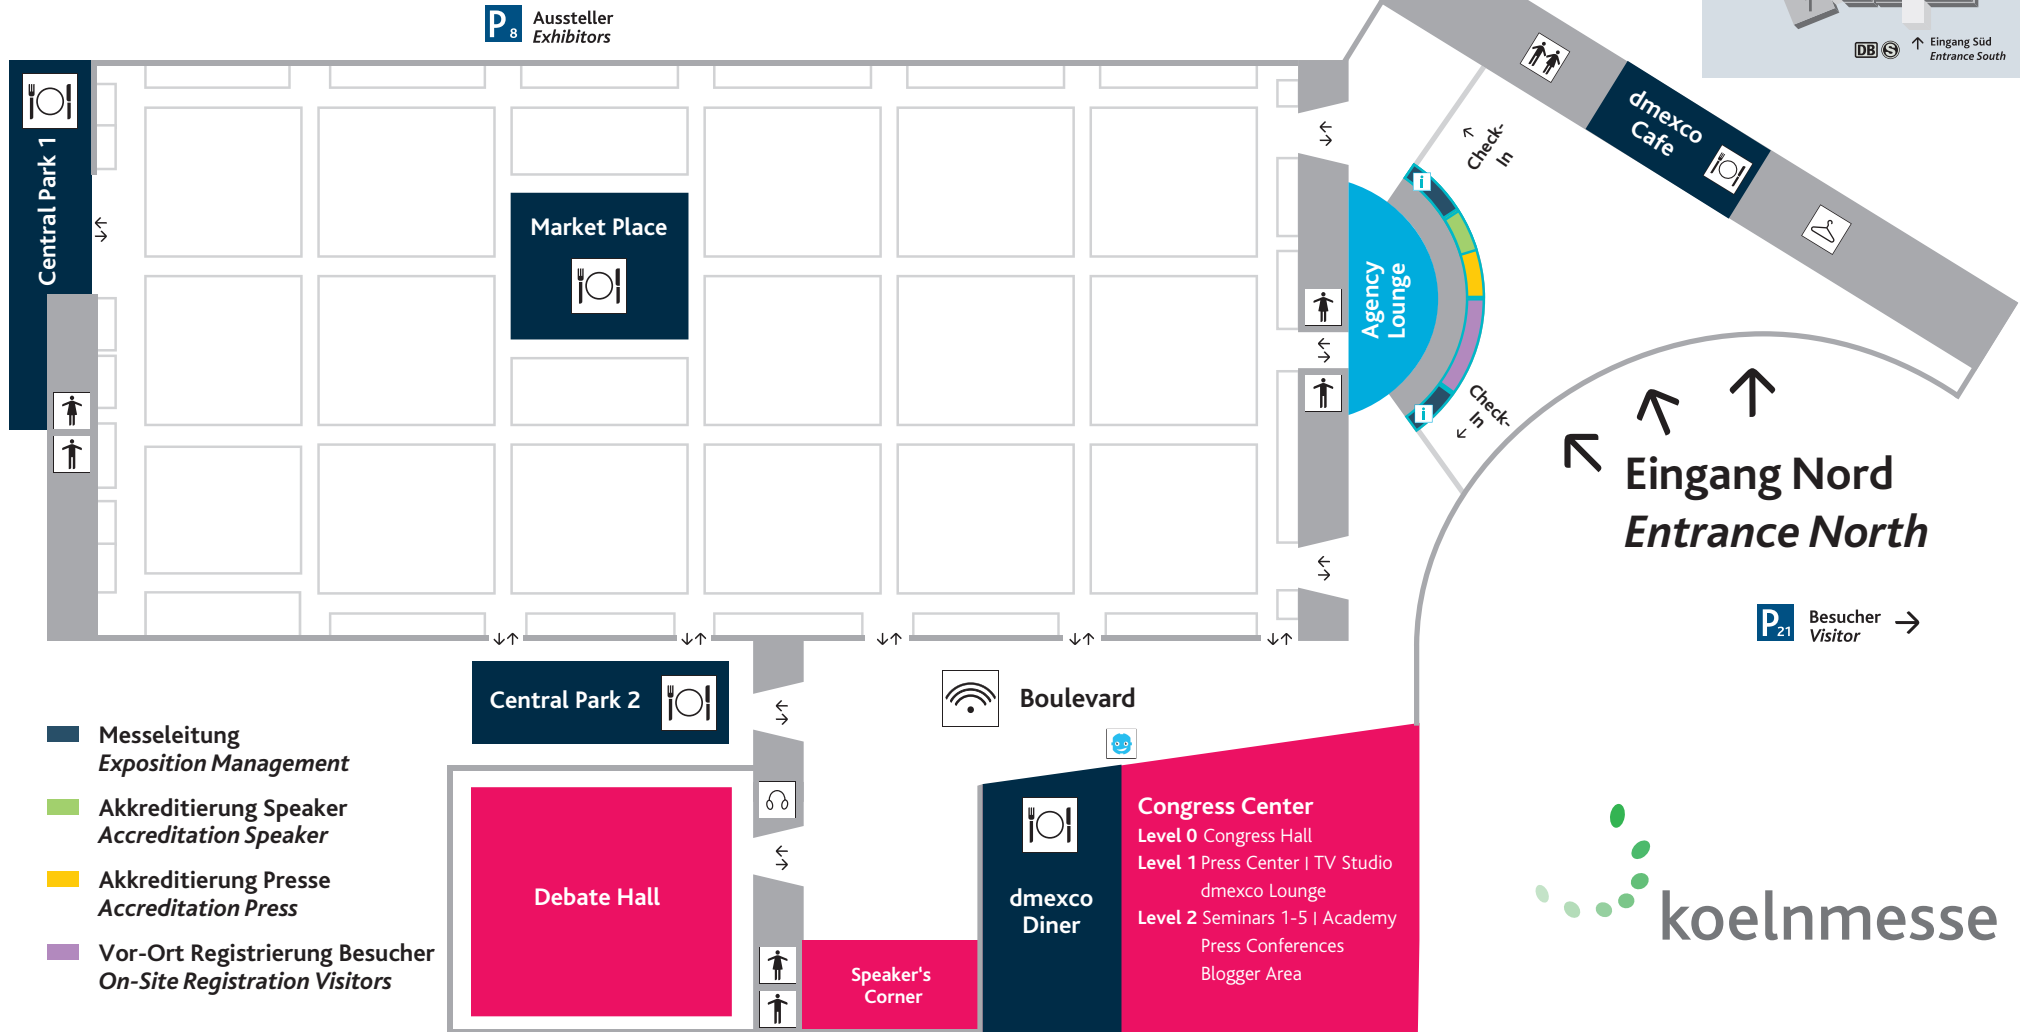 P 8
Aussteller
Exhibitors
DB S
Eingang Süd
Entrance South
Central Park 1
Market Place
dmexco
Cafe
Check-
In
i
Agency
Lounge
i
Check-
In
Eingang Nord
Entrance North
P 21
Besucher
Visitor
Central Park 2
Boulevard
Messeleitung
Exposition Management
Akkreditierung Speaker
Accreditation Speaker
Akkreditierung Presse
Accreditation Press
Vor-Ort Registrierung Besucher
On-Site Registration Visitors
Debate Hall
Speaker's
Corner
dmexco
Diner
Congress Center
Level 0 Congress Hall
Level 1 Press Center | TV Studio
dmexco Lounge
Level 2 Seminars 1-5 | Academy
Press Conferences
Blogger Area
koelnmesse